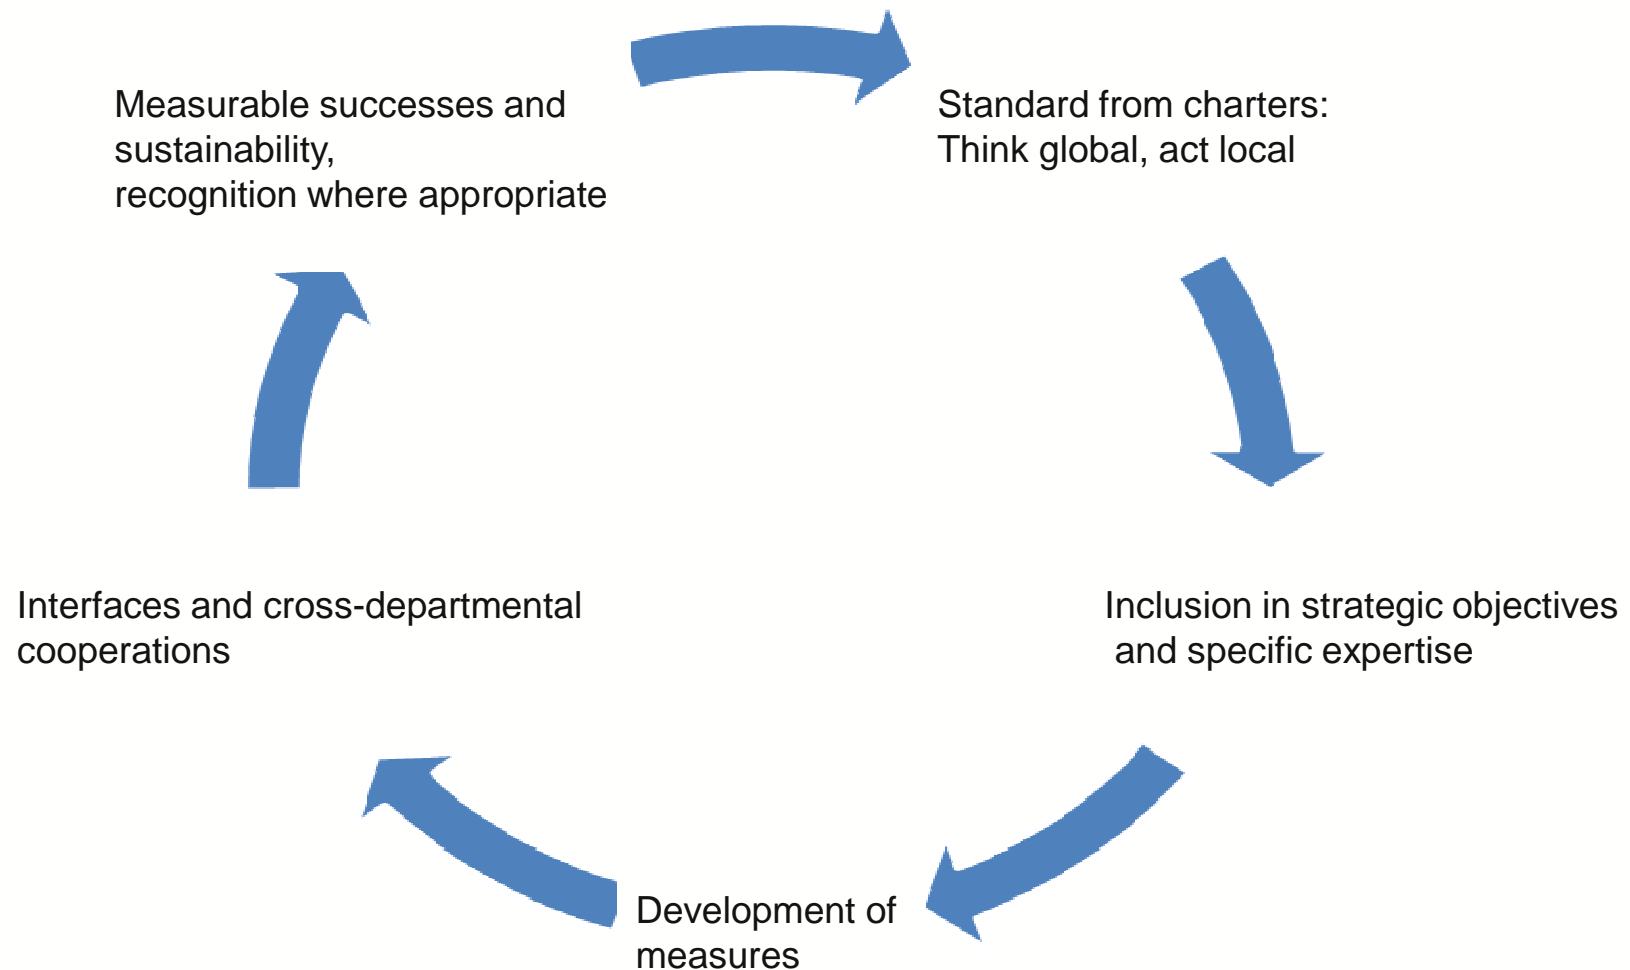 Measurable successes and
sustainability,
recognition where appropriate
Standard from charters:
Think global, act local
Interfaces and cross-departmental
cooperations
Inclusion in strategic objectives
and specific expertise
Development of
measures